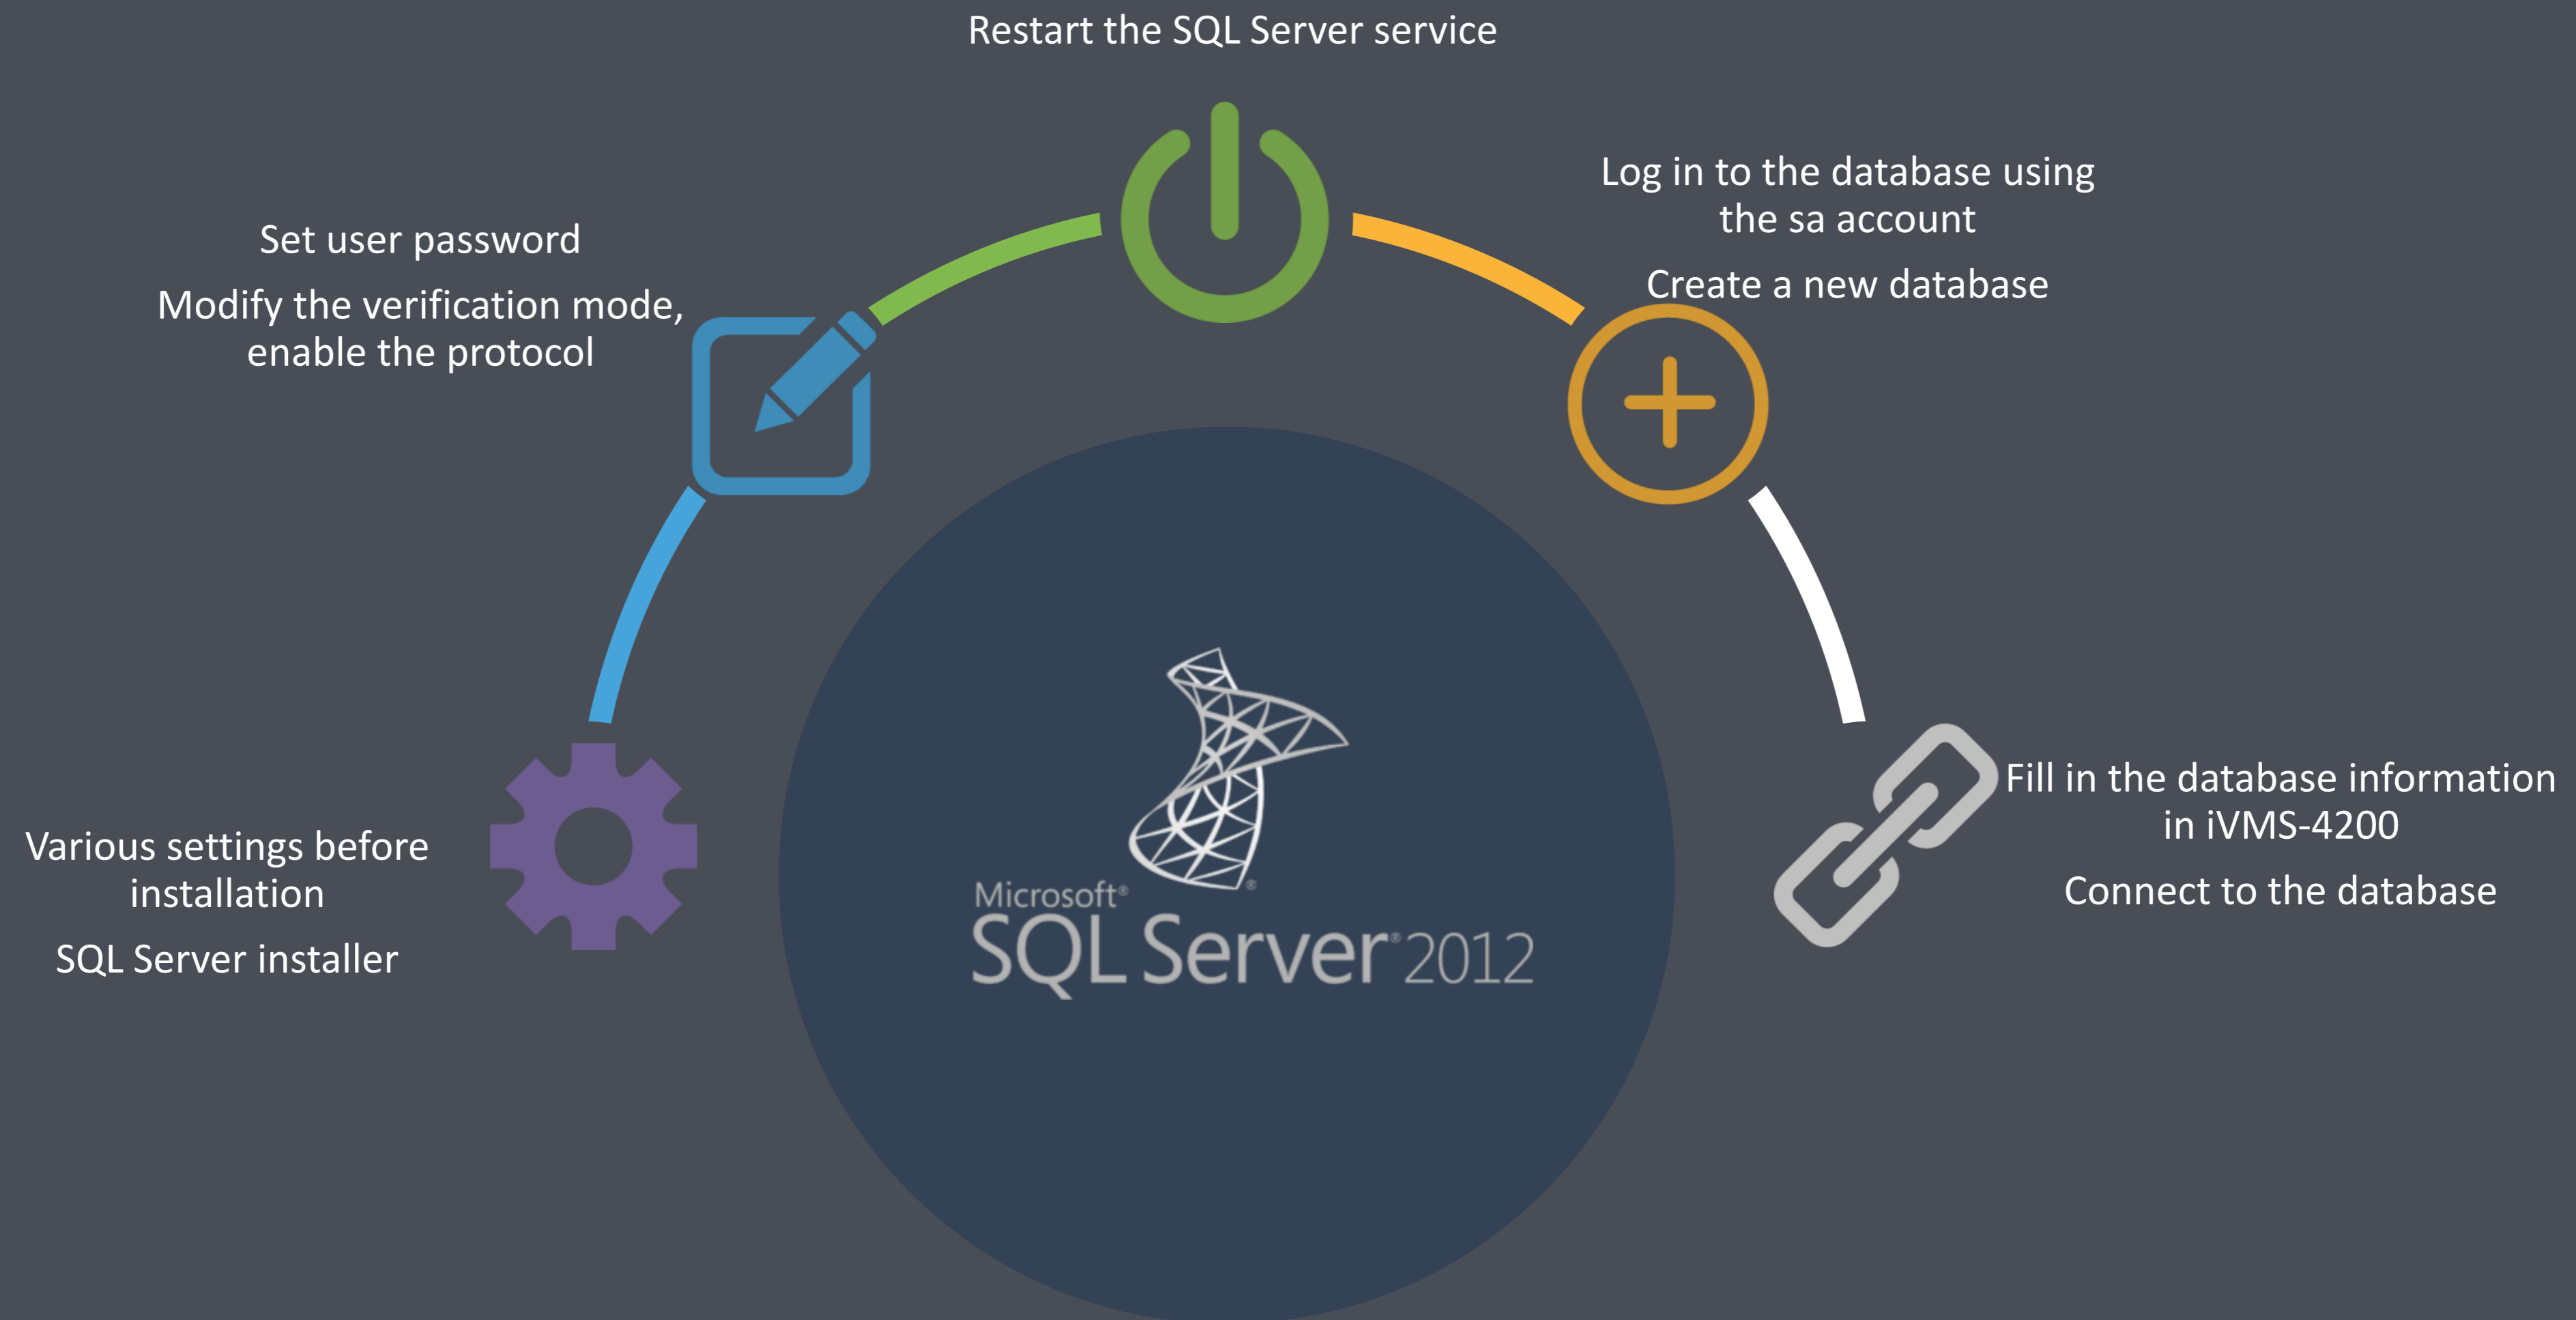 Restart the SQL Server service
Log in to the database using
the sa account
Create a new database
Set user password
Modify the verification mode,
enable the protocol
Various settings before
installation
SQL Server installer
Fill in the database information
in iVMS-4200
Connect to the database
Microsoft®
SQL Server® 2012